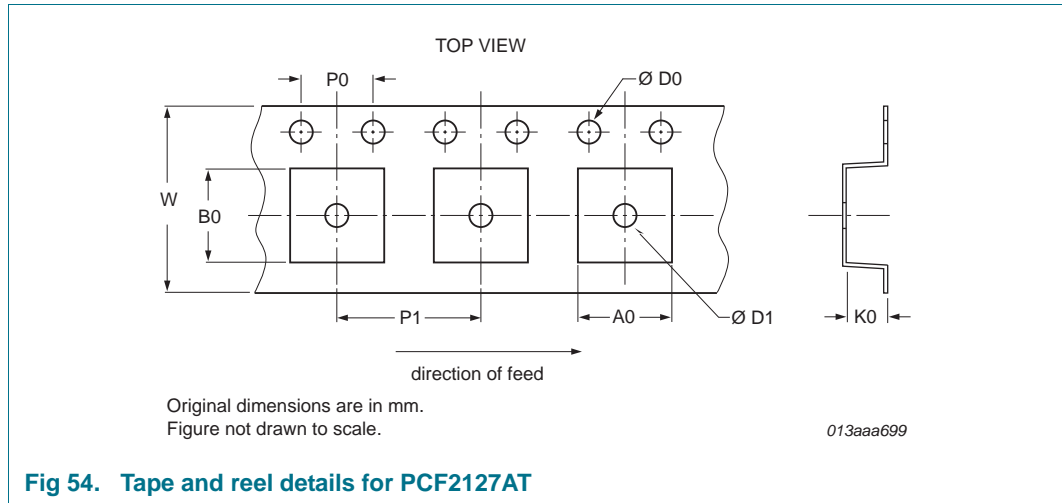 TOP VIEW
P0
Ø D0
W
B0
P1
A0
Ø D1
K0
direction of feed
Original dimensions are in mm.
Figure not drawn to scale.
013aaa699
Fig 54. Tape and reel details for PCF2127AT